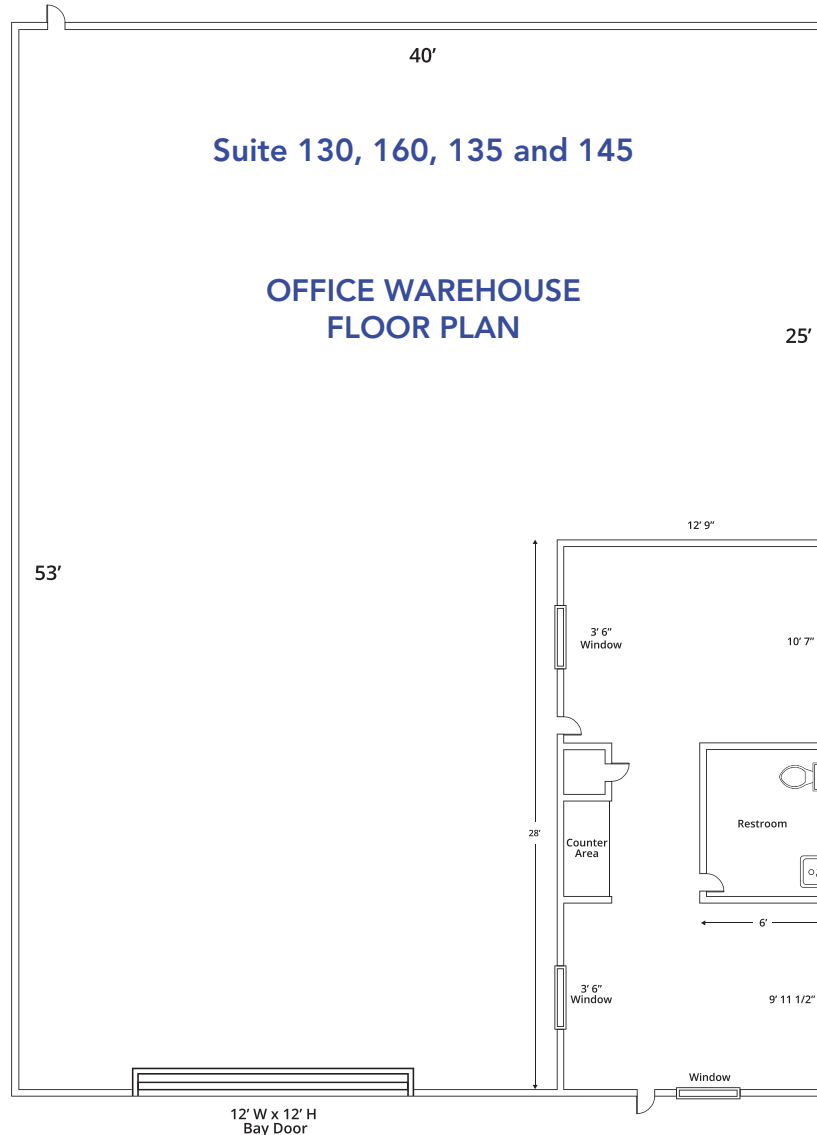 40’
Suite 130, 160, 135 and 145
OFFICE WAREHOUSE
FLOOR PLAN
25’
12’ 9”
53’
3’ 6”
Window
10’ 7”
28’
Counter
Area
Restroom
6’
3’ 6”
Window
9’ 11 1/2”
Window
12’ W x 12’ H
Bay Door